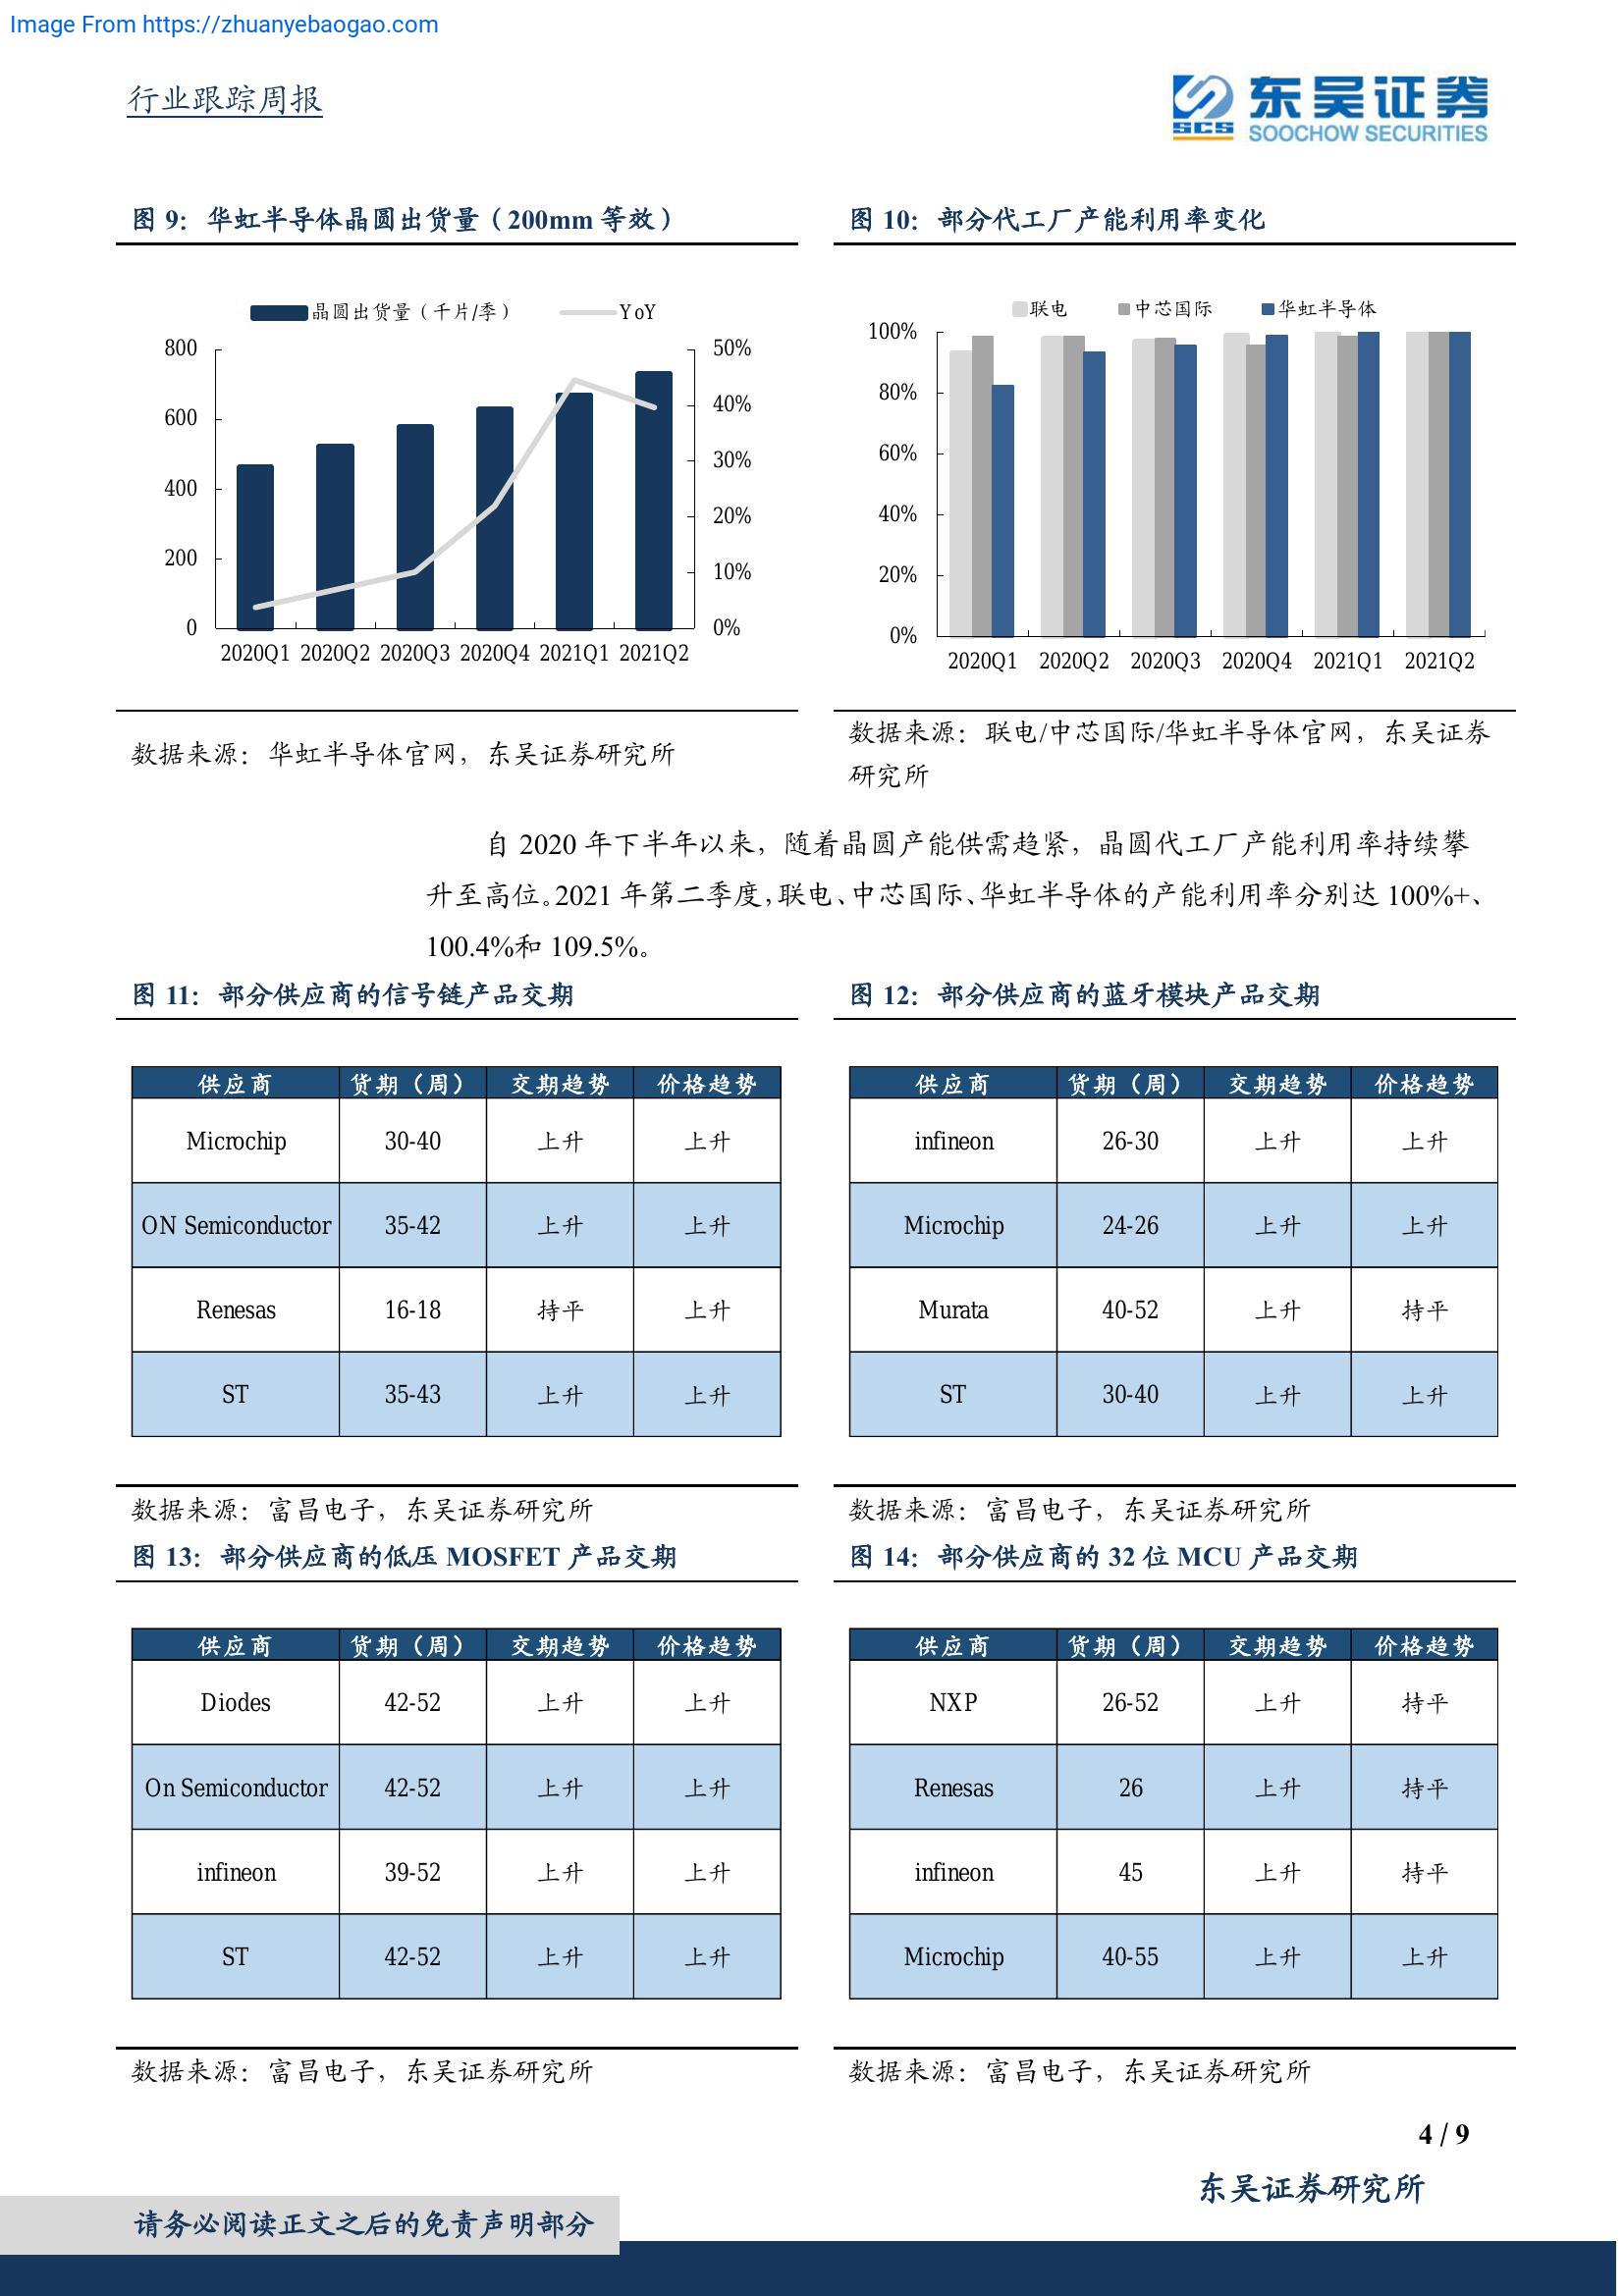 Image From https://zhuanyebaogao.com
行业跟踪周报
东吴证券
SCS
SOOCHOW SECURITIES
图 9：华虹半导体晶圆出货量（200mm 等效）
晶圆出货量（千片/季） YoY
800 50%
600 40%
30%
400 20%
200 10%
0 0%
2020Q1 2020Q2 2020Q3 2020Q4 2021Q1 2021Q2
数据来源：华虹半导体官网，东吴证券研究所
图 10：部分代工厂产能利用率变化
联电 中芯国际 华虹半导体
100%
80%
60%
40%
20%
0%
2020Q1 2020Q2 2020Q3 2020Q4 2021Q1 2021Q2
数据来源：联电/中芯国际/华虹半导体官网，东吴证券
研究所
自 2020 年下半年以来，随着晶圆产能供需趋紧，晶圆代工厂产能利用率持续攀
升至高位。2021 年第二季度，联电、中芯国际、华虹半导体的产能利用率分别达 100%+、
100.4%和 109.5%。
图 11：部分供应商的信号链产品交期
供应商 货期（周） 交期趋势 价格趋势
Microchip 30-40 上升 上升
ON Semiconductor 35-42 上升 上升
Renesas 16-18 持平 上升
ST 35-43 上升 上升
数据来源：富昌电子，东吴证券研究所
图 12：部分供应商的蓝牙模块产品交期
供应商 货期（周） 交期趋势 价格趋势
infineon 26-30 上升 上升
Microchip 24-26 上升 上升
Murata 40-52 上升 持平
ST 30-40 上升 上升
数据来源：富昌电子，东吴证券研究所
图 13：部分供应商的低压 MOSFET 产品交期
供应商 货期（周） 交期趋势 价格趋势
Diodes 42-52 上升 上升
On Semiconductor 42-52 上升 上升
infineon 39-52 上升 上升
ST 42-52 上升 上升
数据来源：富昌电子，东吴证券研究所
图 14：部分供应商的 32 位 MCU 产品交期
供应商 货期（周） 交期趋势 价格趋势
NXP 26-52 上升 持平
Renesas 26 上升 持平
infineon 45 上升 持平
Microchip 40-55 上升 上升
数据来源：富昌电子，东吴证券研究所
4 / 9
东吴证券研究所
请务必阅读正文之后的免责声明部分